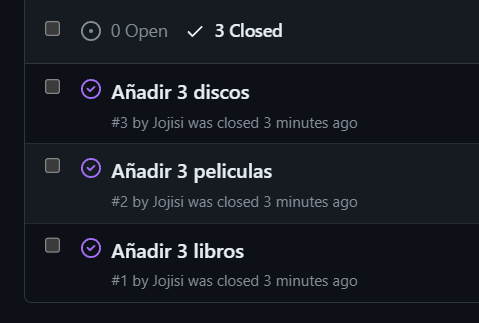 0 Open 3 Closed
Añadir 3 discos
#3 by Jojisi was closed 3 minutes ago
Añadir 3 peliculas
#2 by Jojisi was closed 3 minutes ago
Añadir 3 libros
#1 by Jojisi was closed 3 minutes ago